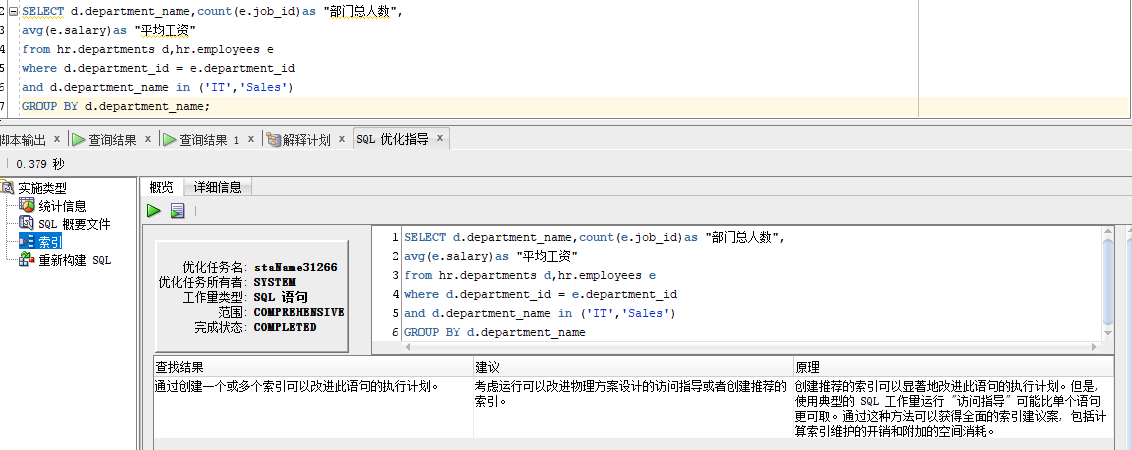 2 SELECT d.department_name,count(e.job_id)as "部门总人数",
3 avg(e.salary)as "平均工资"
4 from hr.departments d,hr.employees e
5 where d.department_id = e.department_id
6 and d.department_name in ('IT','Sales')
7 GROUP BY d.department_name;
脚本输出 × 查询结果 × 查询结果 1 × 解释计划 × SQL 优化指导 ×
0.379 秒
实施类型
统计信息
SQL 概要文件
索引
重新构建 SQL
概览 详细信息
优化任务名: staName31266
优化任务所有者: SYSTEM
工作量类型: SQL 语句
范围: COMPREHENSIVE
完成状态: COMPLETED
1 SELECT d.department_name,count(e.job_id)as "部门总人数",
2 avg(e.salary)as "平均工资"
3 from hr.departments d,hr.employees e
4 where d.department_id = e.department_id
5 and d.department_name in ('IT','Sales')
6 GROUP BY d.department_name
查找结果 建议 原理
通过创建一个或多个索引可以改进此语句的执行计划。
考虑运行可以改进物理方案设计的访问指导或者创建推荐的
索引。
创建推荐的索引可以显著地改进此语句的执行计划。但是,
使用典型的 SQL 工作量运行 "访问指导" 可能比单个语句
更可取。通过这种方法可以获得全面的索引建议案, 包括计
算索引维护的开销和附加的空间消耗。